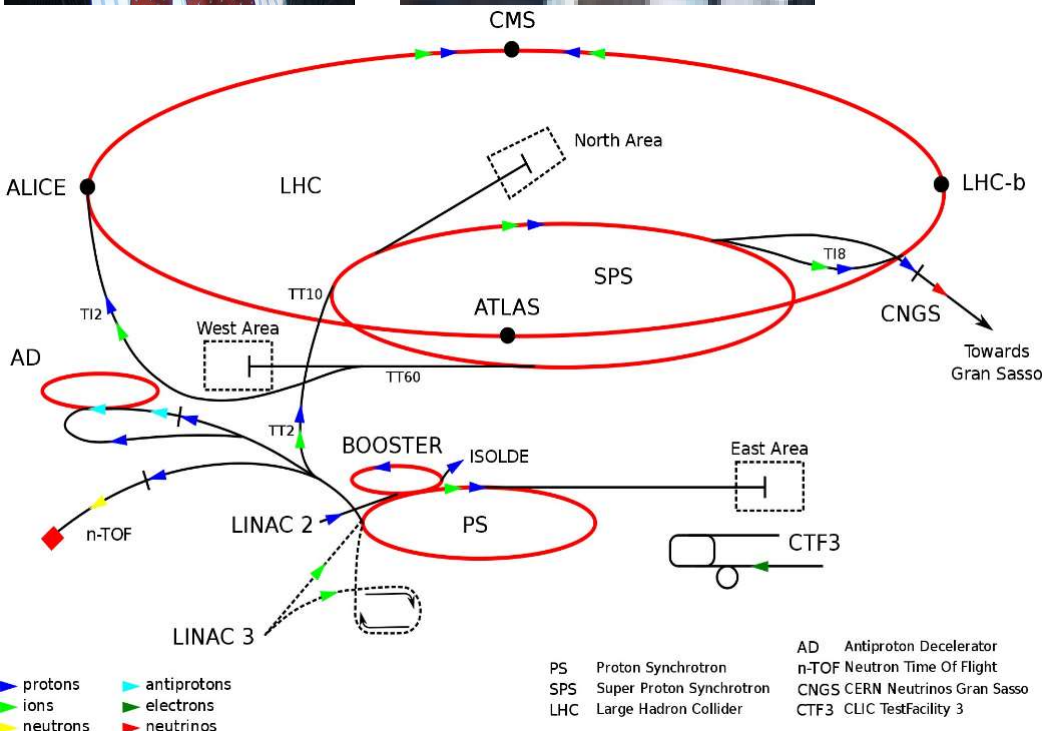 CMS
North Area
ALICE
LHC
LHC-b
SPS
TI8
TT10
ATLAS
TI2
CNGS
West Area
AD
Towards
Gran Sasso
TT60
TT2
BOOSTER
ISOLDE
East Area
LINAC 2
PS
n-TOF
CTF3
LINAC 3
protons
ions
neutrons
antiprotons
electrons
neutrinos
PS Proton Synchrotron
SPS Super Proton Synchrotron
LHC Large Hadron Collider
AD Antiproton Decelerator
n-TOF Neutron Time Of Flight
CNGS CERN Neutrinos Gran Sasso
CTF3 CLIC TestFacility 3